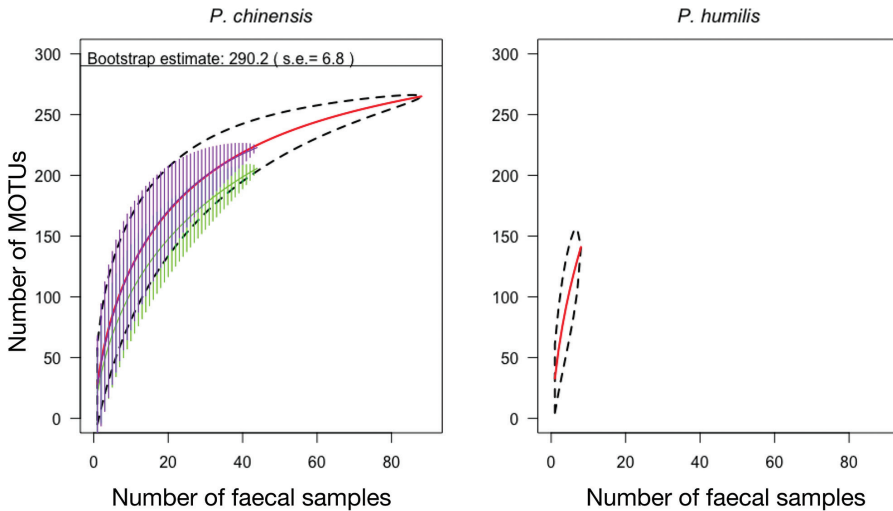 P. chinensis
P. humilis
Bootstrap estimate: 290.2 ( s.e.= 6.8 )
Number of MOTUs
300
250
200
150
100
50
0
0 20 40 60 80
Number of faecal samples
300
250
200
150
100
50
0
0 20 40 60 80
Number of faecal samples